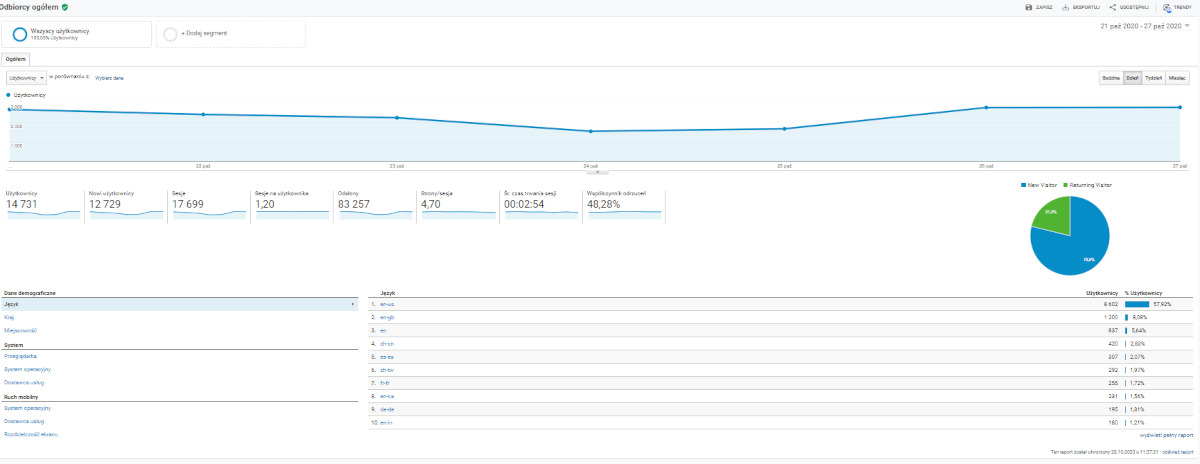 Odbiorcy ogółem
ZAPISZ EKSPORTUJ UDOSTĘPNIJ TRENDY
21 paź 2020 - 27 paź 2020
Wszyscy użytkownicy
100,00% Użytkownicy
+ Dodaj segment
Ogółem
Użytkownicy w porównaniu z: Wybierz dane
Godzina Dzień Tydzień Miesiąc
Użytkownicy
3 000
2 000
1 000
...
22 paź 23 paź 24 paź 25 paź 26 paź 27 paź
Użytkownicy Nowi użytkownicy Sesje Sesje na użytkownika Odsłony Strony/sesja Śr. czas trwania sesji Współczynnik odrzuceń
14 731 12 729 17 699 1,20 83 257 4,70 00:02:54 48,28%
New Visitor Returning Visitor
21,2%
78,8%
Dane demograficzne
Język
Kraj
Miejscowość
System
Przeglądarka
System operacyjny
Dostawca usług
Ruch mobilny
System operacyjny
Dostawca usług
Rozdzielczość ekranu
Język Użytkownicy % Użytkownicy
1. en-us 8 602 57,92%
2. en-gb 1 200 8,08%
3. en 837 5,64%
4. zh-cn 420 2,83%
5. es-es 307 2,07%
6. zh-tw 292 1,97%
7. fr-fr 255 1,72%
8. en-ca 231 1,56%
9. de-de 195 1,31%
10. en-in 180 1,21%
wyświetl pełny raport
Ten raport został utworzony 28.10.2020 o 11:57:21 - odśwież raport